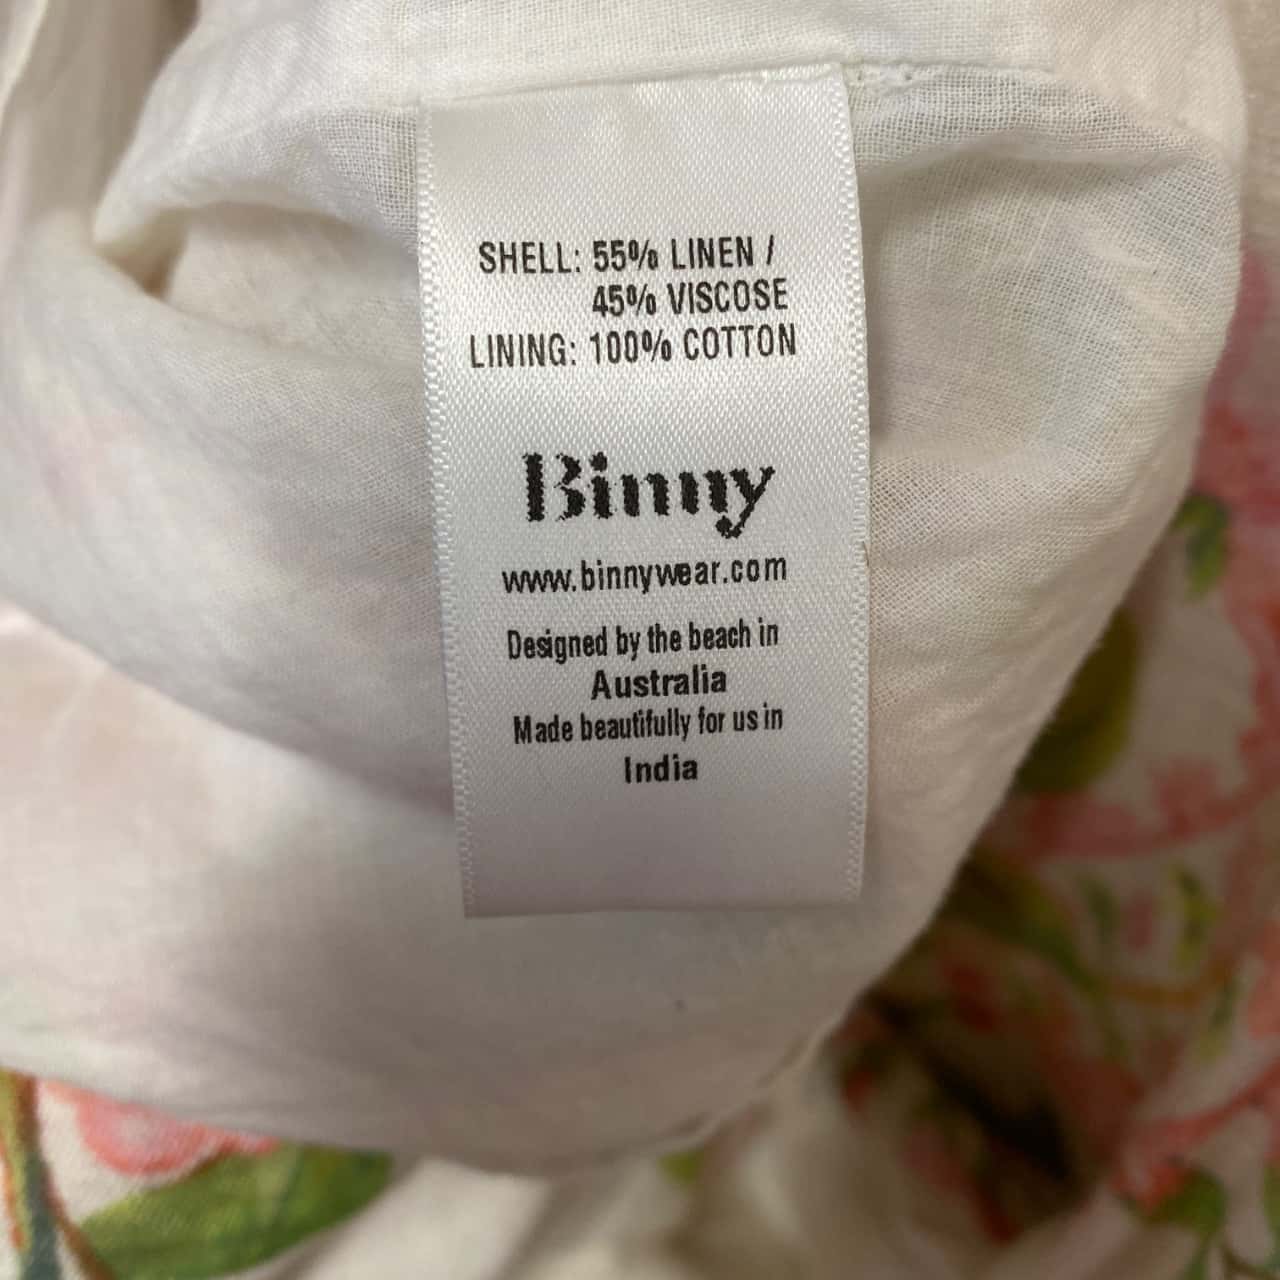 SHELL: 55% LINEN /
45% VISCOSE
LINING: 100% COTTON
Binny
www.binnywear.com
Designed by the beach in
Australia
Made beautifully for us in
India